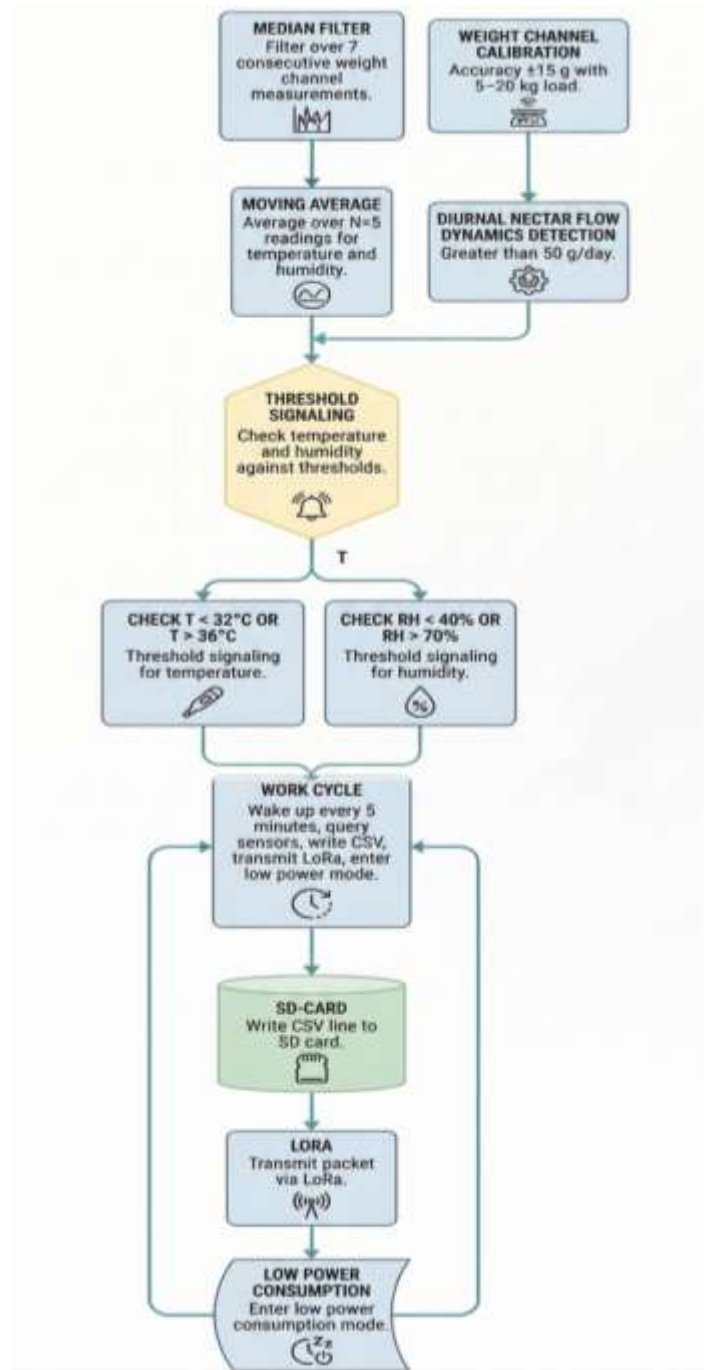 MEDIAN FILTER
Filter over 7
consecutive weight
channel
measurements.
WEIGHT CHANNEL
CALIBRATION
Accuracy ±15 g with
5–20 kg load.
MOVING AVERAGE
Average over N=5
readings for
temperature and
humidity.
DIURNAL NECTAR FLOW
DYNAMICS DETECTION
Greater than 50 g/day.
THRESHOLD
SIGNALING
Check temperature
and humidity
against thresholds.
T
CHECK T < 32°C OR
T > 36°C
Threshold signaling
for temperature.
CHECK RH < 40% OR
RH > 70%
Threshold signaling
for humidity.
%
WORK CYCLE
Wake up every 5
minutes, query
sensors, write CSV,
transmit LoRa, enter
low power mode.
SD-CARD
Write CSV line to
SD card.
LORA
Transmit packet
via LoRa.
LOW POWER
CONSUMPTION
Enter low power
consumption mode.
zz